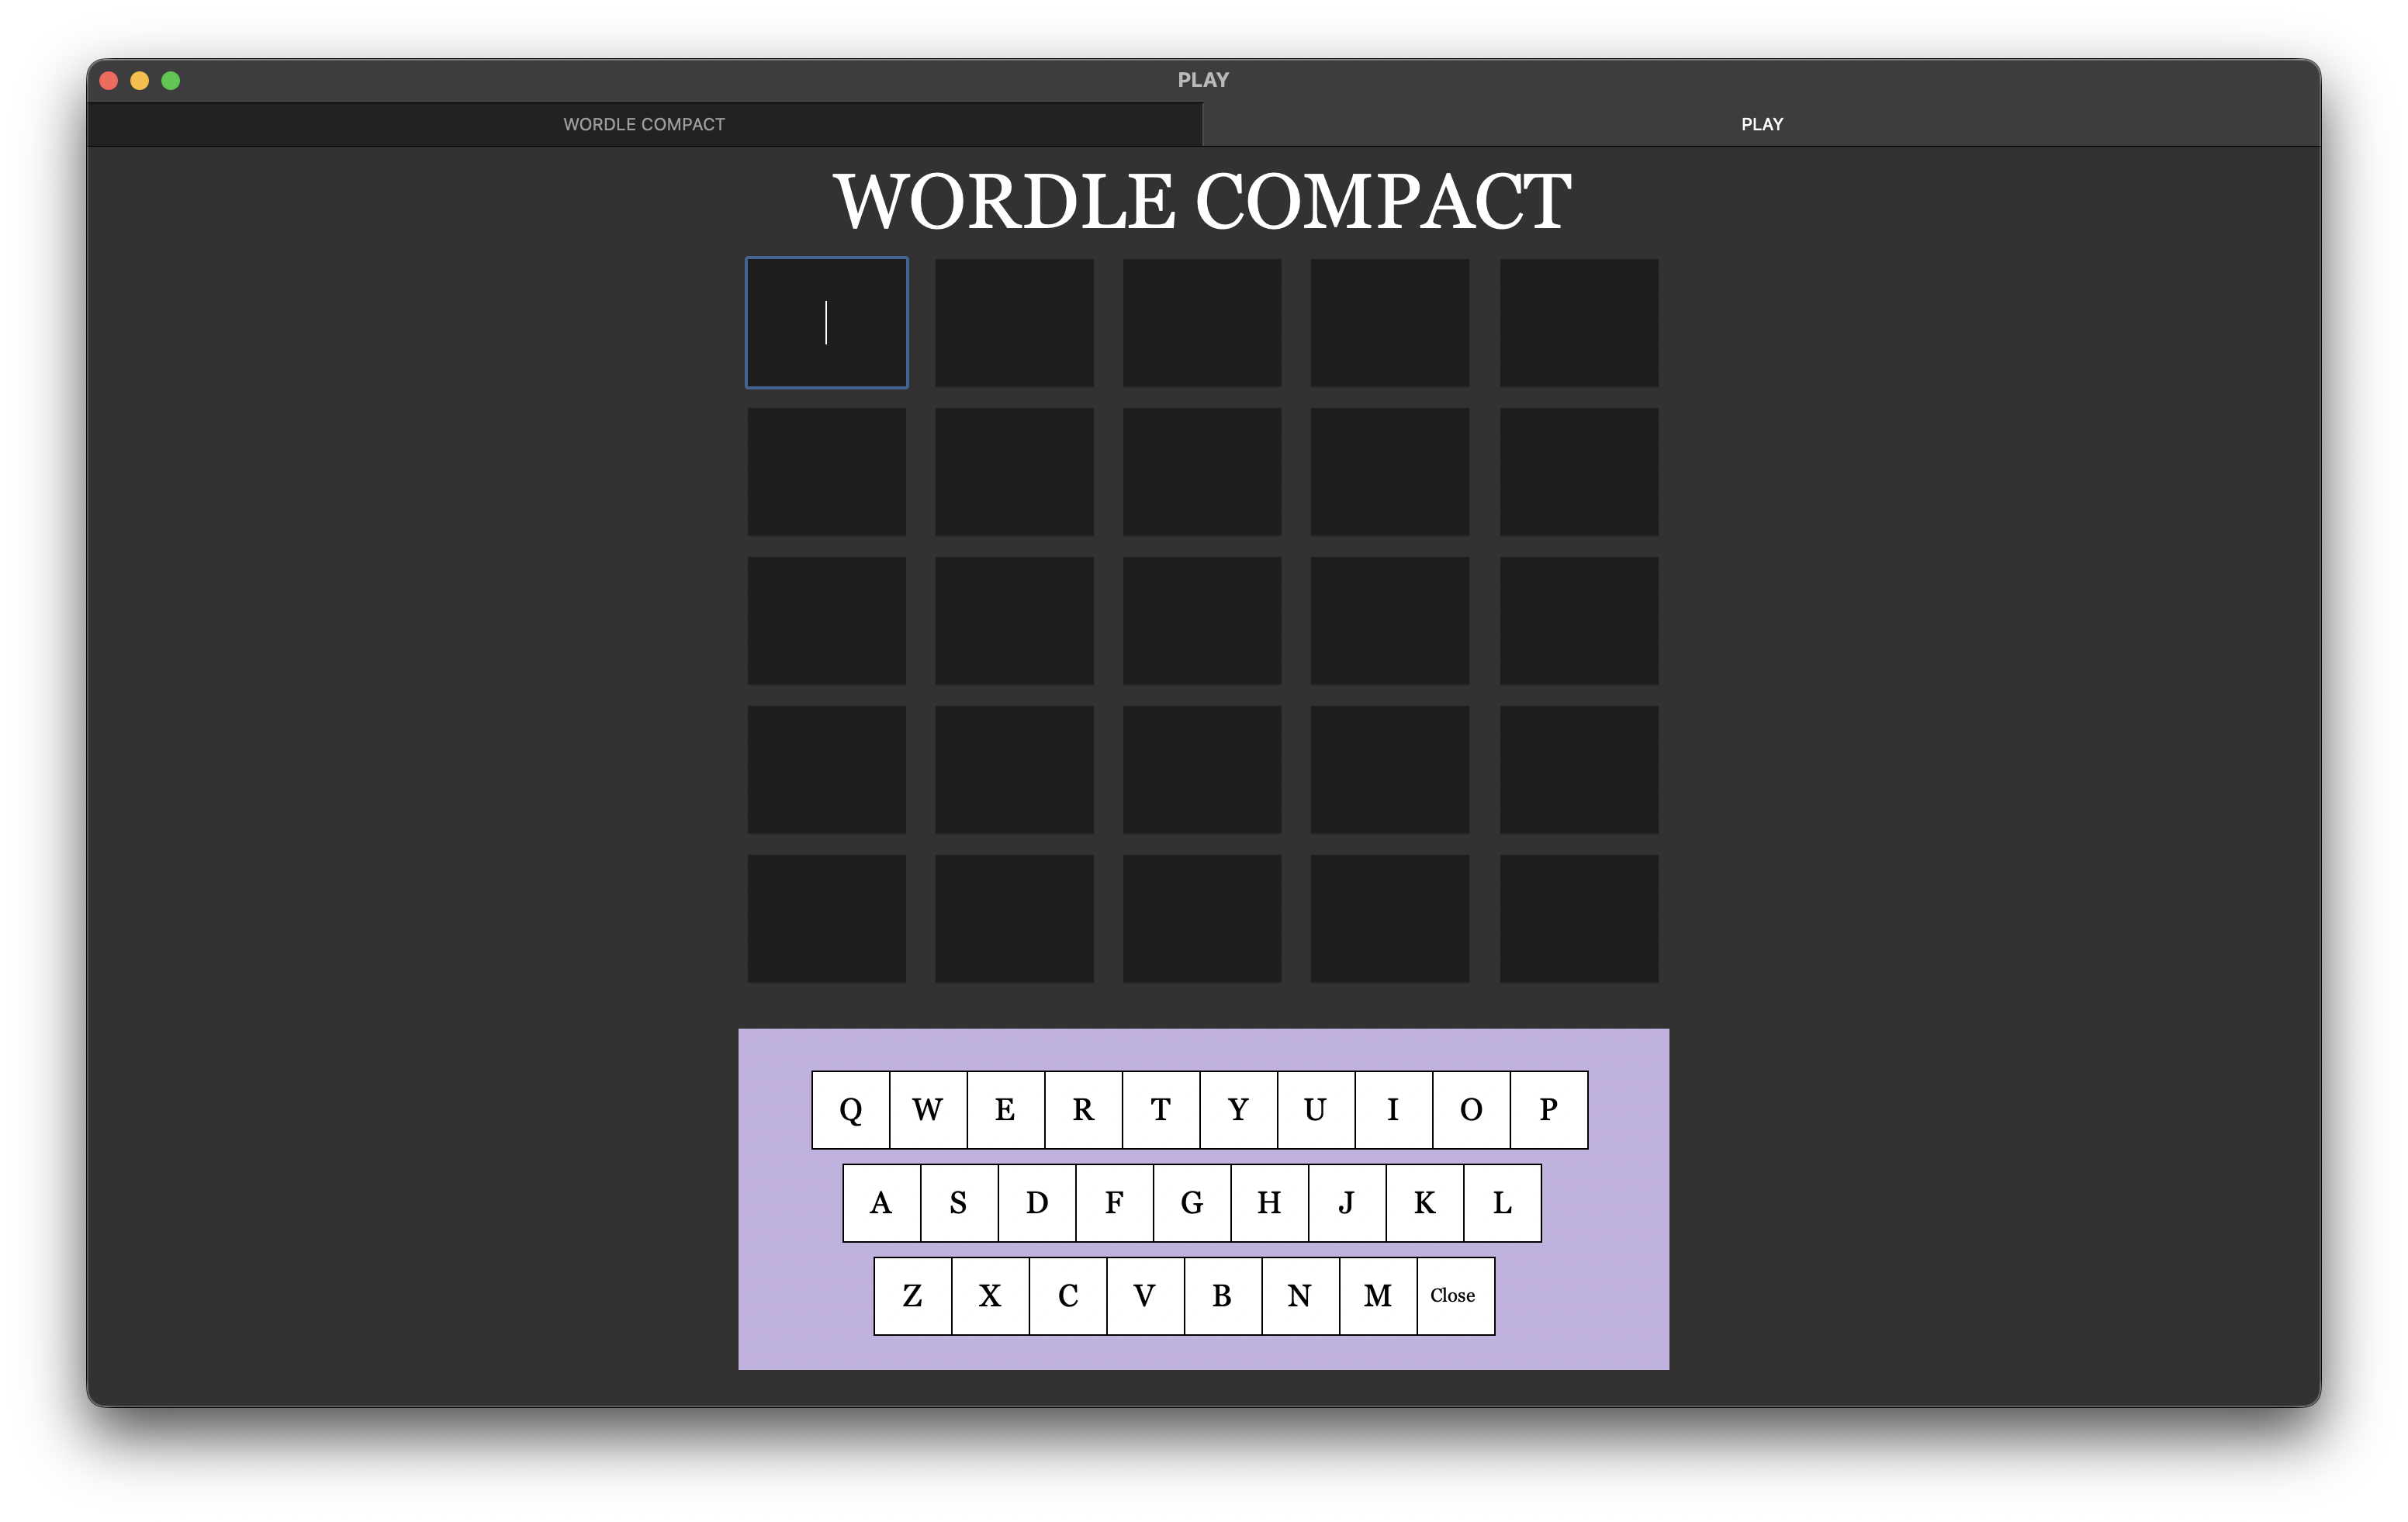 PLAY
WORDLE COMPACT PLAY
WORDLE COMPACT
Q W E R T Y U I O P
A S D F G H J K L
Z X C V B N M Close